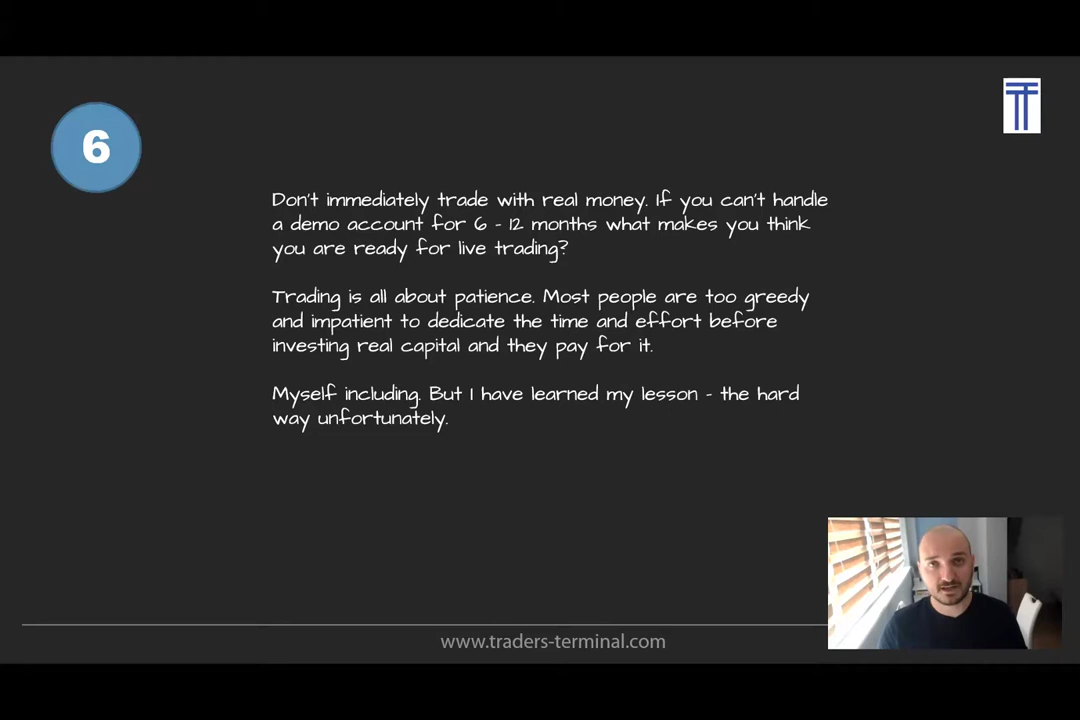 6
Don't immediately trade with real money. If you can't handle
a demo account for 6 - 12 months what makes you think
you are ready for live trading?
Trading is all about patience. Most people are too greedy
and impatient to dedicate the time and effort before
investing real capital and they pay for it.
Myself including. But I have learned my lesson - the hard
way unfortunately.
www.traders-terminal.com